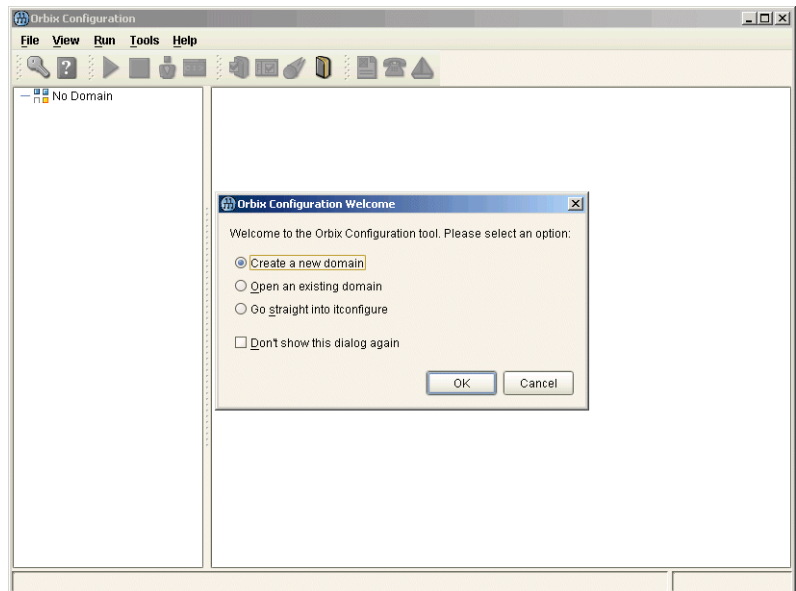 Orbix Configuration
File View Run Tools Help
No Domain
Orbix Configuration Welcome
Welcome to the Orbix Configuration tool. Please select an option:
Create a new domain
Open an existing domain
Go straight into itconfigure
Don't show this dialog again
OK Cancel